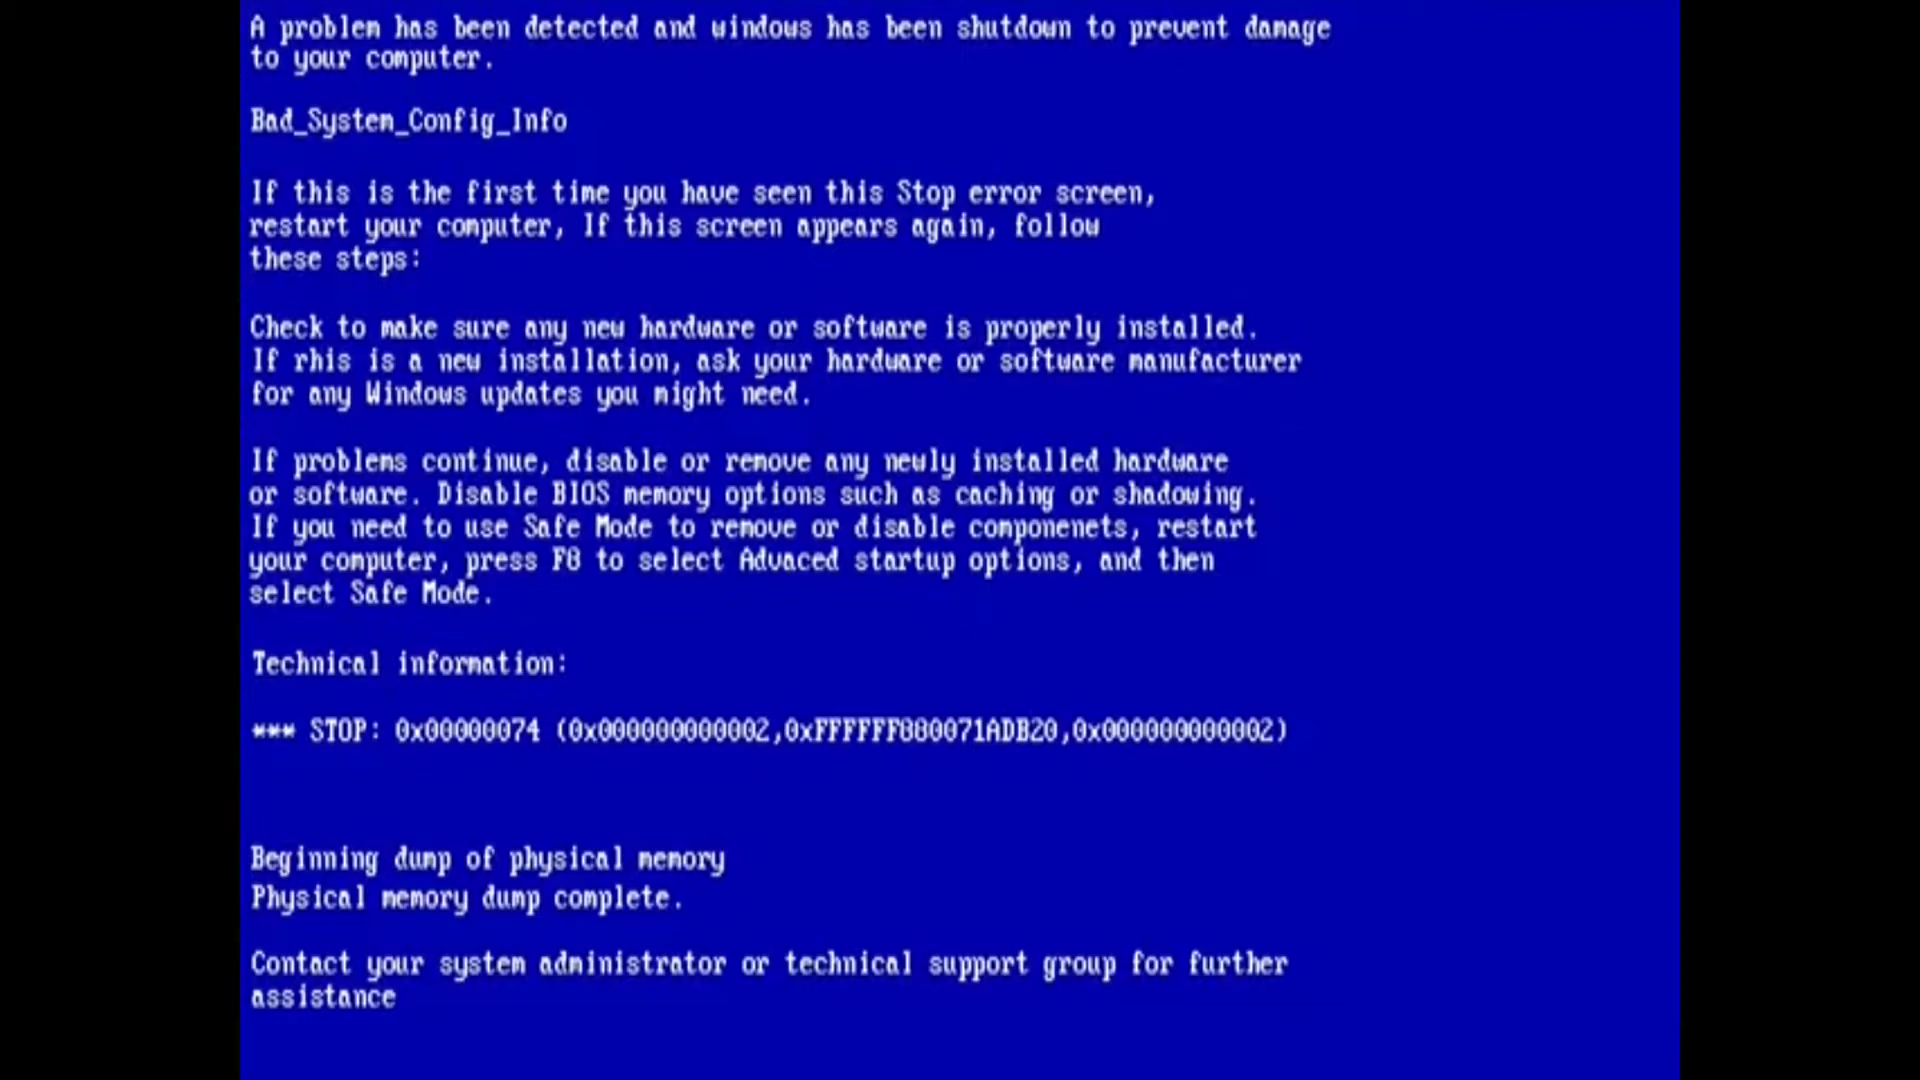 A problem has been detected and windows has been shutdown to prevent damage
to your computer.
Bad_System_Config_Info
If this is the first time you have seen this Stop error screen,
restart your computer, If this screen appears again, follow
these steps:
Check to make sure any new hardware or software is properly installed.
If rhis is a new installation, ask your hardware or software manufacturer
for any Windows updates you might need.
If problems continue, disable or remove any newly installed hardware
or software. Disable BIOS memory options such as caching or shadowing.
If you need to use Safe Mode to remove or disable componenets, restart
your computer, press F8 to select Advaced startup options, and then
select Safe Mode.
Technical information:
*** STOP: 0x00000074 (0x000000000002,0xFFFFFF880071ADB20,0x000000000002)
Beginning dump of physical memory
Physical memory dump complete.
Contact your system administrator or technical support group for further
assistance